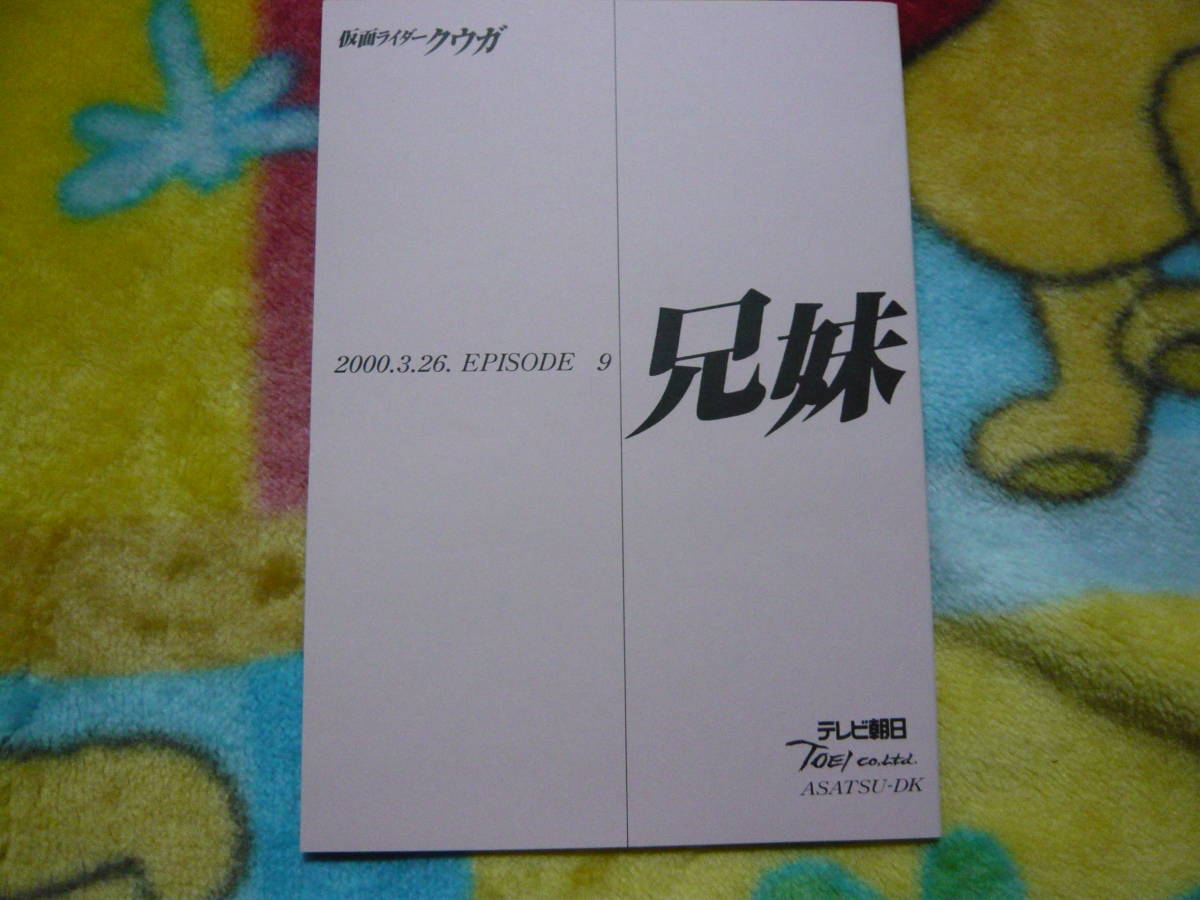 仮面ライダークウガ
2000.3.26. EPISODE 9
兄妹
テレビ朝日
TOEI CO.,Ltd.
ASATSU-DK